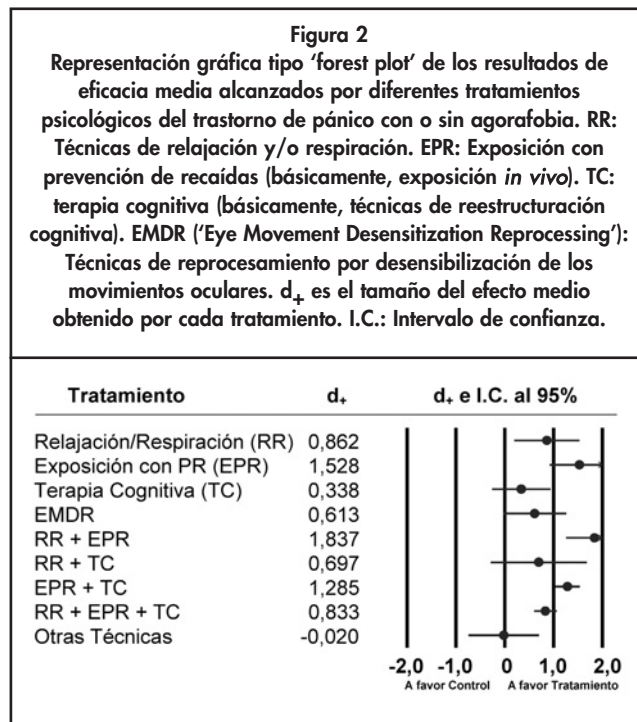 Figura 2
Representación gráfica tipo ‘forest plot’ de los resultados de
eficacia media alcanzados por diferentes tratamientos
psicológicos del trastorno de pánico con o sin agorafobia. RR:
Técnicas de relajación y/o respiración. EPR: Exposición con
prevención de recaídas (básicamente, exposición in vivo). TC:
terapia cognitiva (básicamente, técnicas de reestructuración
cognitiva). EMDR (‘Eye Movement Desensitization Reprocessing’):
Técnicas de reprocesamiento por desensibilización de los
movimientos oculares. d+ es el tamaño del efecto medio
obtenido por cada tratamiento. I.C.: Intervalo de confianza.
Tratamiento d+ d+ e I.C. al 95%
Relajación/Respiración (RR) 0,862
Exposición con PR (EPR) 1,528
Terapia Cognitiva (TC) 0,338
EMDR 0,613
RR + EPR 1,837
RR + TC 0,697
EPR + TC 1,285
RR + EPR + TC 0,833
Otras Técnicas -0,020
-2,0 -1,0 0 1,0 2,0
A favor Control A favor Tratamiento